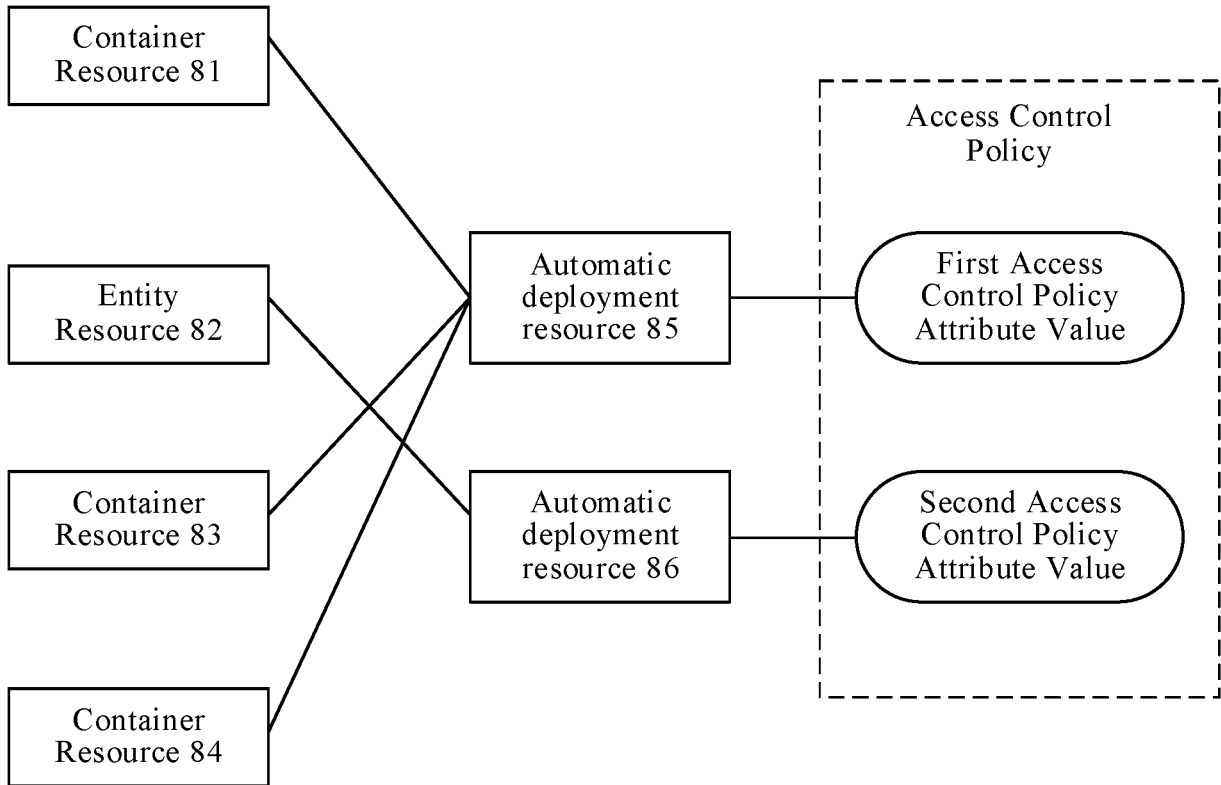 Container
Resource 81
Entity
Resource 82
Container
Resource 83
Container
Resource 84
Automatic
deployment
resource 85
Automatic
deployment
resource 86
Access Control
Policy
First Access
Control Policy
Attribute Value
Second Access
Control Policy
Attribute Value